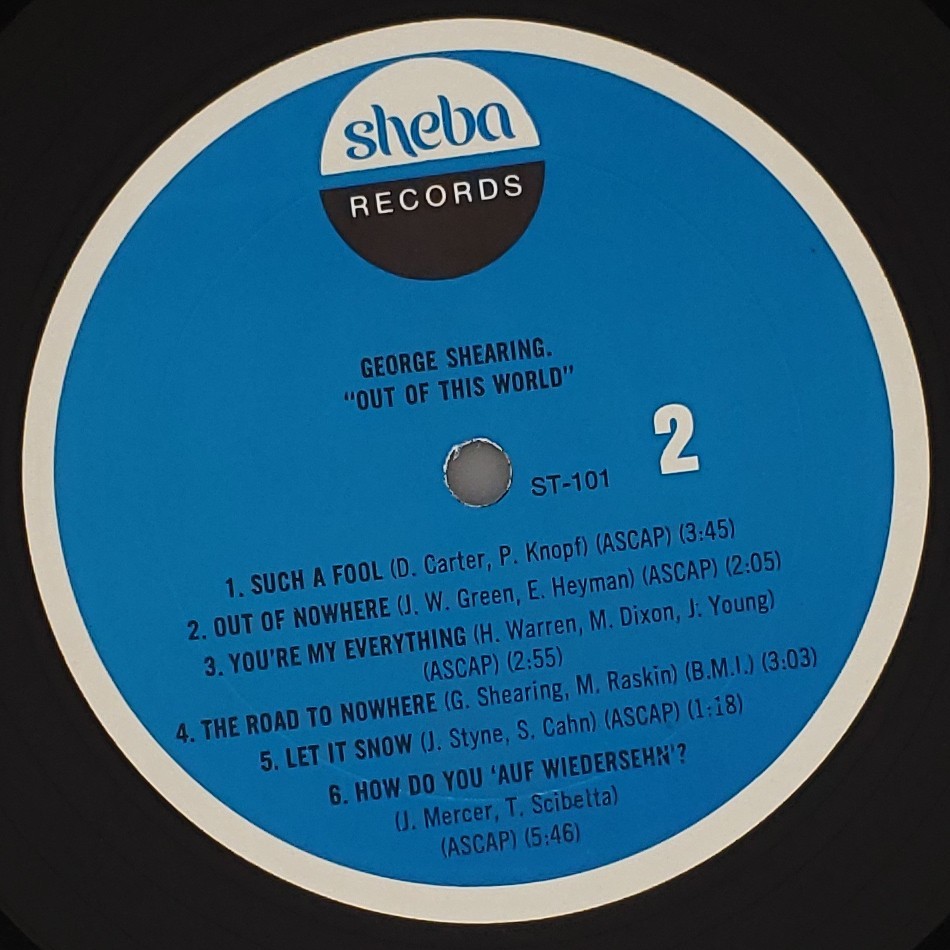 sheba
RECORDS
GEORGE SHEARING.
“OUT OF THIS WORLD”
2
ST-101
1. SUCH A FOOL (D. Carter, P. Knopf) (ASCAP) (3:45)
2. OUT OF NOWHERE (J. W. Green, E. Heyman) (ASCAP) (2:05)
3. YOU'RE MY EVERYTHING (H. Warren, M. Dixon, J. Young)
(ASCAP) (2:55)
4. THE ROAD TO NOWHERE (G. Shearing, M. Raskin) (B.M.I.) (3:03)
5. LET IT SNOW (J. Styne, S. Cahn) (ASCAP) (1:18)
6. HOW DO YOU ‘AUF WIEDERSEHN’?
(J. Mercer, T. Scibetta)
(ASCAP) (5:46)